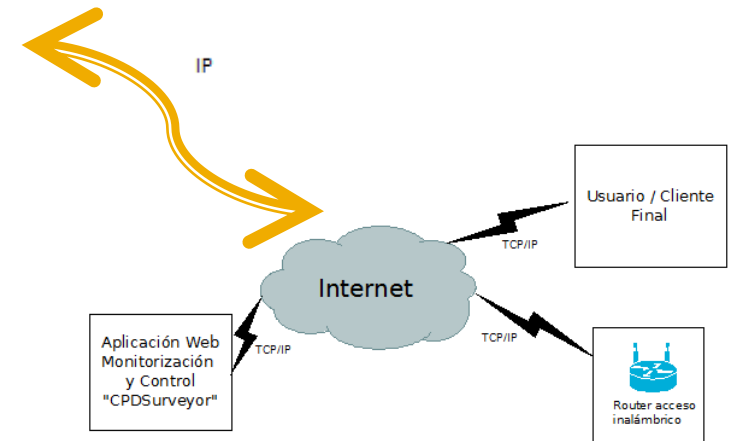 IP
Usuario / Cliente
Final
TCP/IP
Internet
TCP/IP
TCP/IP
Aplicación Web
Monitorización
y Control
"CPDSurveyor"
Router acceso
inalámbrico